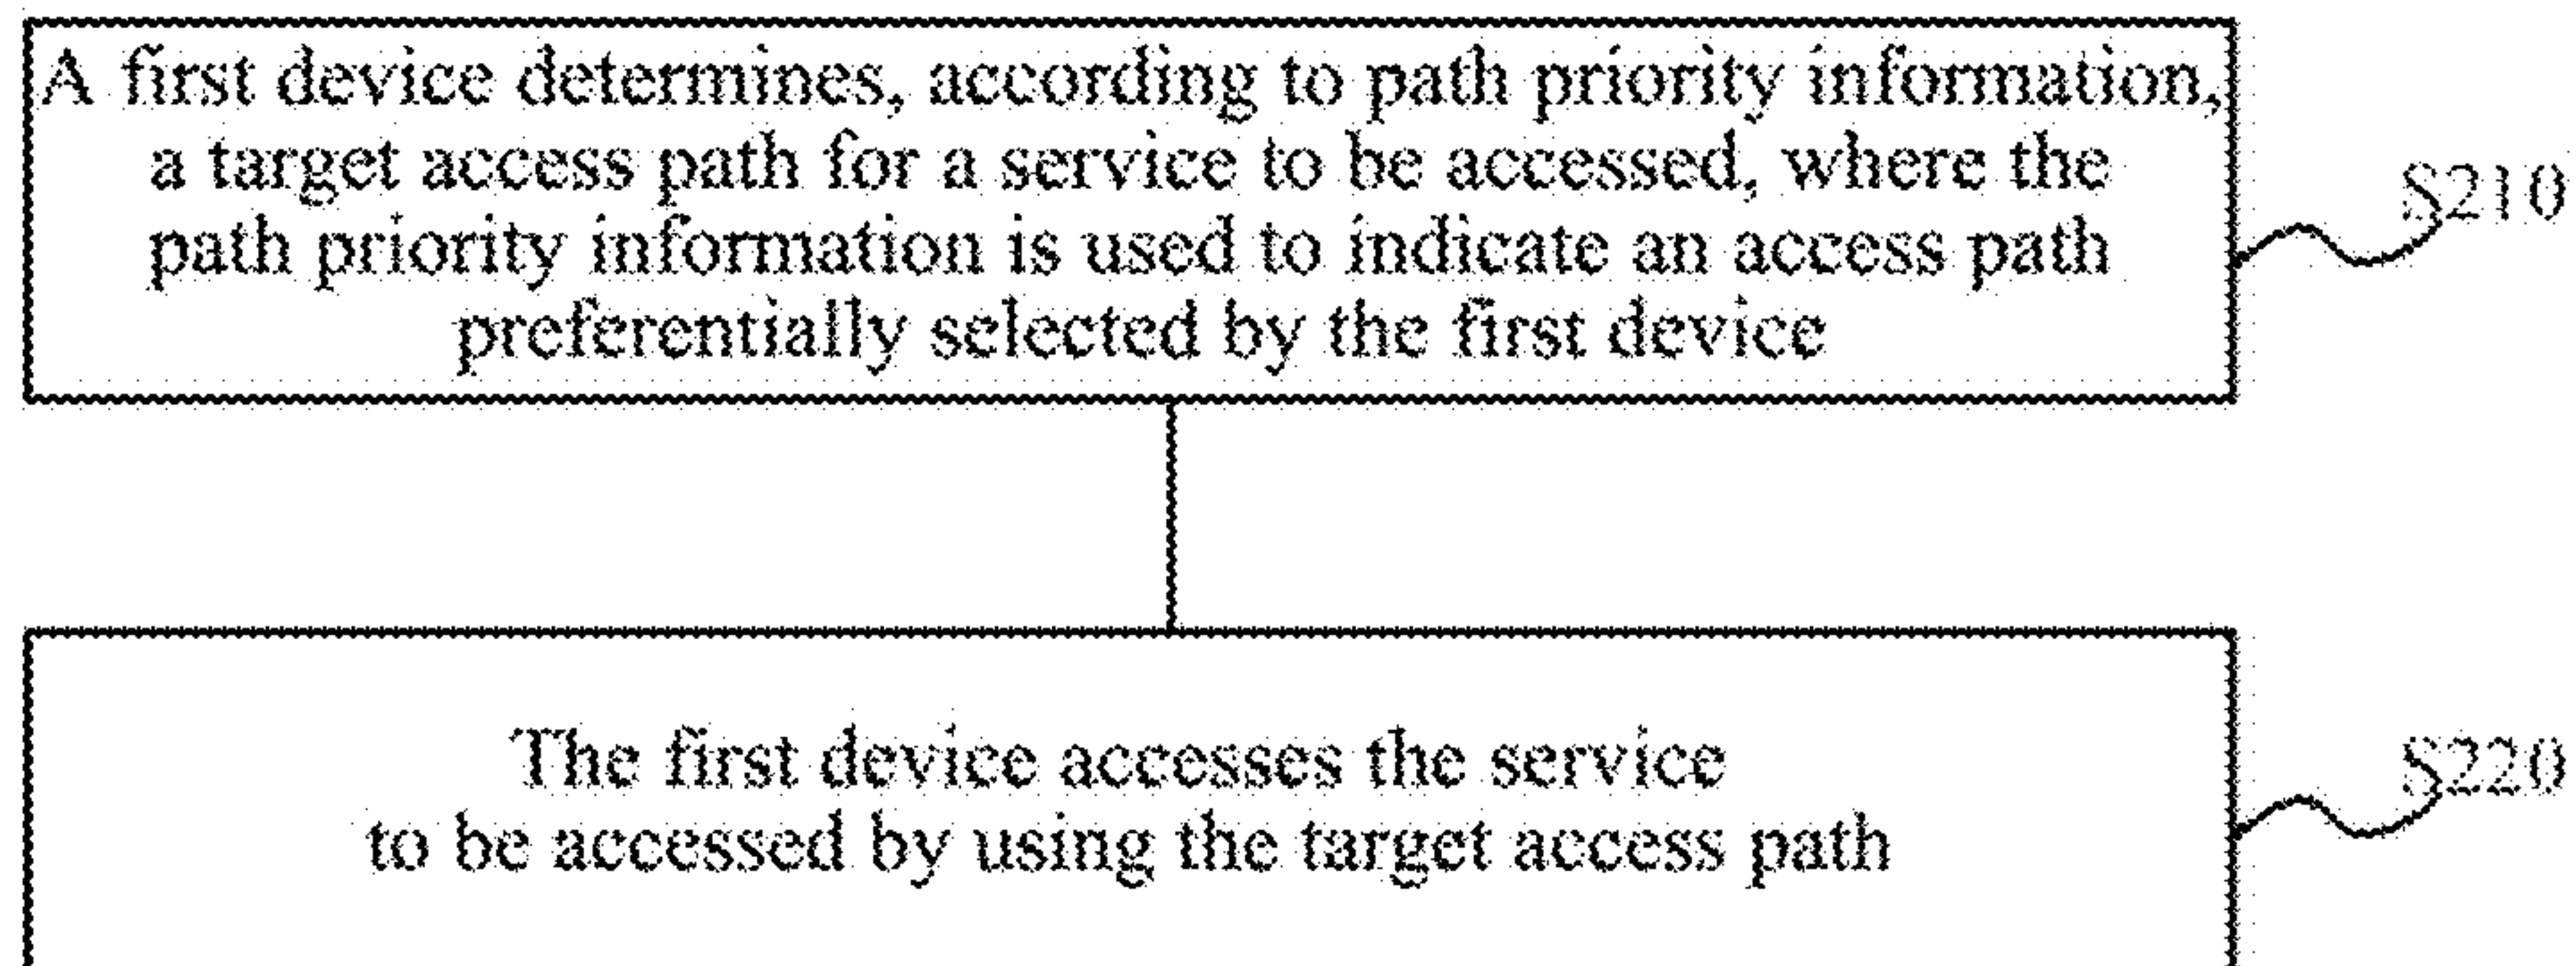 A first device determines, according to path priority information,
a target access path for a service to be accessed, where the
path priority information is used to indicate an access path
preferentially selected by the first device
S210
The first device accesses the service
to be accessed by using the target access path
S220